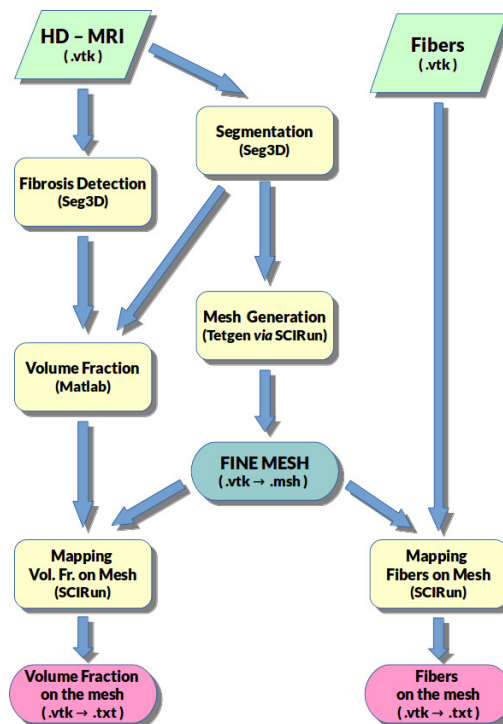 HD – MRI
( .vtk )
Fibers
( .vtk )
Segmentation
(Seg3D)
Fibrosis Detection
(Seg3D)
Mesh Generation
(Tetgen via SCIRun)
Volume Fraction
(Matlab)
FINE MESH
( .vtk → .msh )
Mapping
Vol. Fr. on Mesh
(SCIRun)
Mapping
Fibers on Mesh
(SCIRun)
Volume Fraction
on the mesh
( .vtk → .txt )
Fibers
on the mesh
( .vtk → .txt )